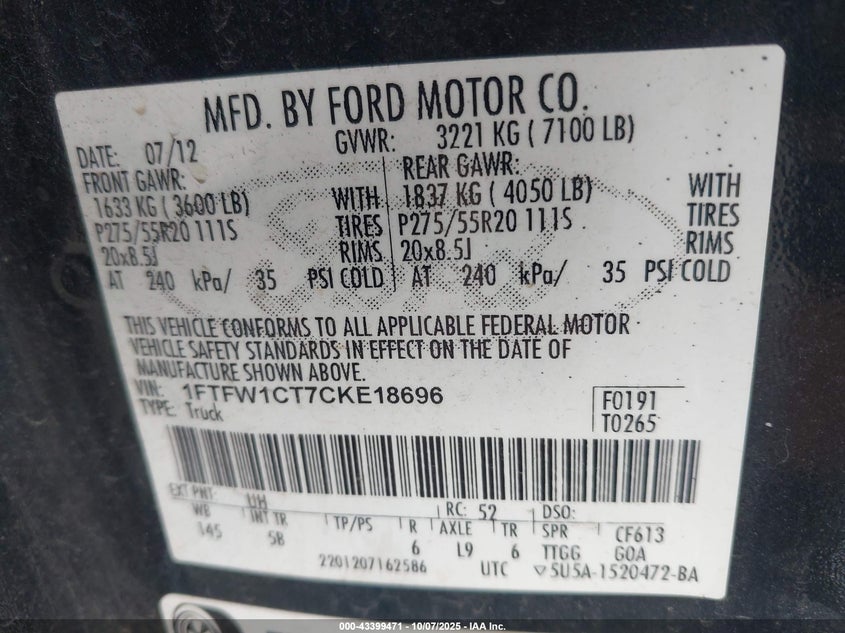 MFD. BY FORD MOTOR CO.
DATE: 07/12 GVWR: 3221 KG ( 7100 LB)
FRONT GAWR: REAR GAWR:
1633 KG ( 3600 LB) WITH 1837 KG ( 4050 LB) WITH
P275/55R20 111S TIRES P275/55R20 111S TIRES
20x8.5J RIMS 20x8.5J RIMS
AT 240 kPa/ 35 PSI COLD AT 240 kPa/ 35 PSI COLD
THIS VEHICLE CONFORMS TO ALL APPLICABLE FEDERAL MOTOR
VEHICLE SAFETY STANDARDS IN EFFECT ON THE DATE OF
MANUFACTURE SHOWN ABOVE.
VIN: 1FTFW1CT7CKE18696 F0191
TYPE: Truck T0265
EXT PNT: UH RC: 52 DSO:
WB INT TR TP/PS R AXLE TR SPR CF613
145 5B 6 L9 6 TTGG GOA
2201207162586 UTC ▽5U5A-1520472-BA
000-43399471 - 10/07/2025 - IAA Inc.